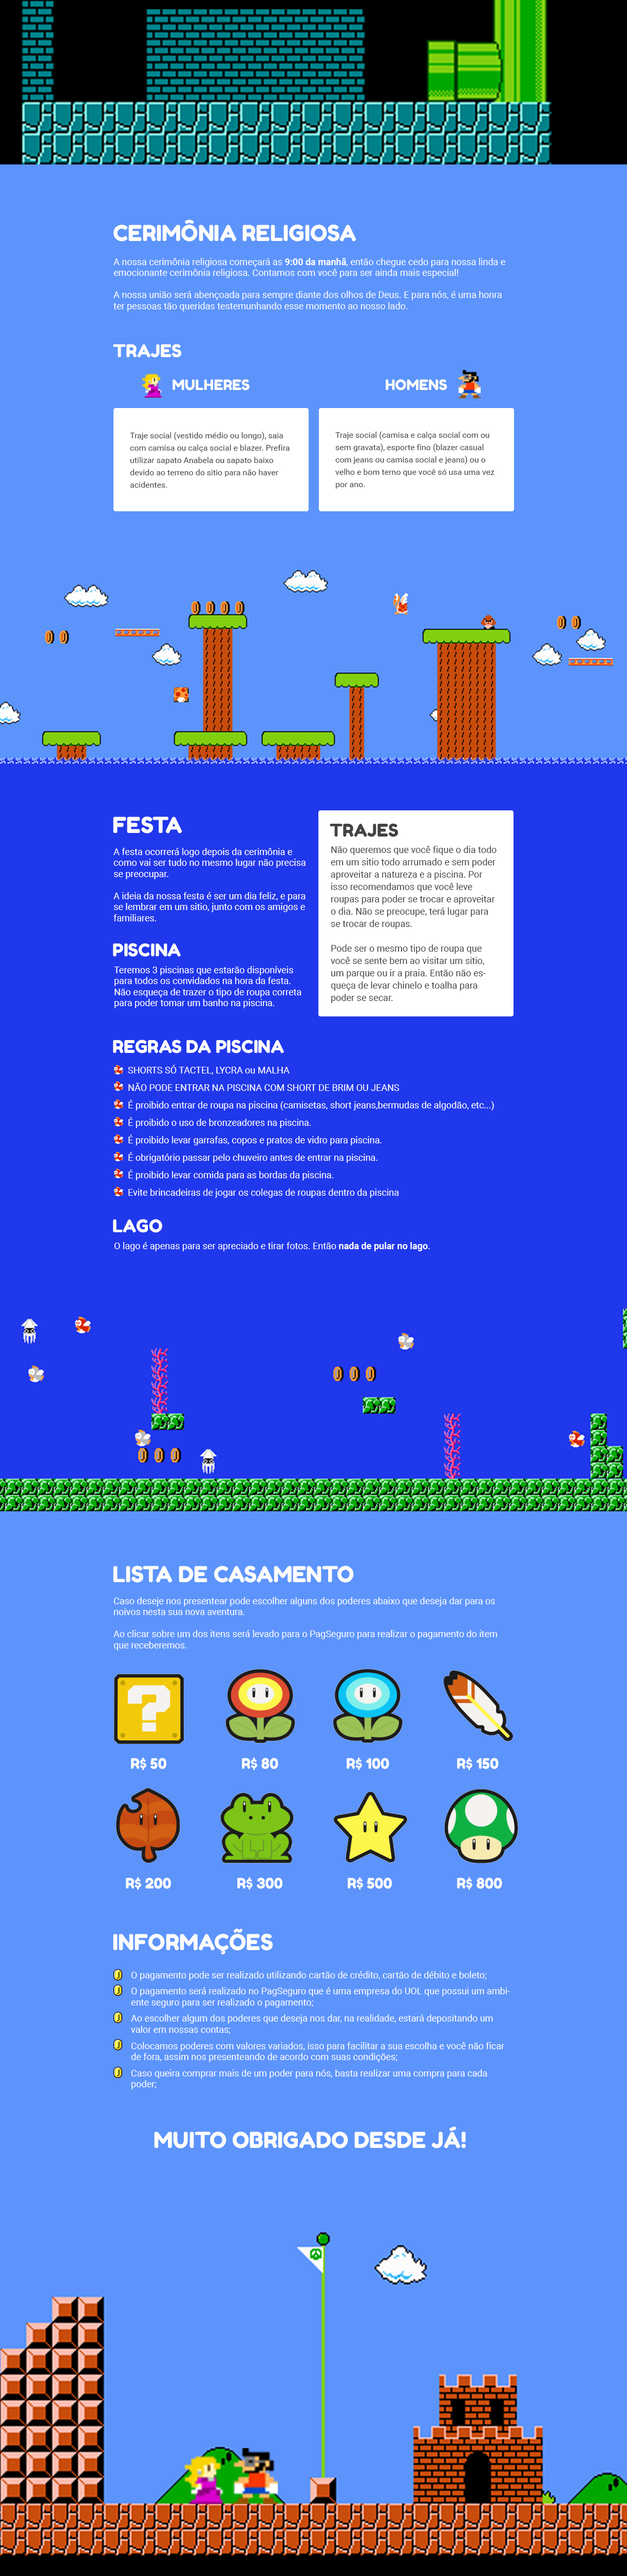 CERIMÔNIA RELIGIOSA
A nossa cerimônia religiosa começará as 9:00 da manhã, então chegue cedo para nossa linda e
emocionante cerimônia religiosa. Contamos com você para ser ainda mais especial!
A nossa união será abençoada para sempre diante dos olhos de Deus. E para nós, é uma honra
ter pessoas tão queridas testemunhando esse momento ao nosso lado.
TRAJES
MULHERES
Traje social (vestido médio ou longo), saia
com camisa ou calça social e blazer. Prefira
utilizar sapato Anabela ou sapato baixo
devido ao terreno do sitio para não haver
acidentes.
HOMENS
Traje social (camisa e calça social com ou
sem gravata), esporte fino (blazer casual
com jeans ou camisa social e jeans) ou o
velho e bom terno que você só usa uma vez
por ano.
FESTA
A festa ocorrerá logo depois da cerimônia e
como vai ser tudo no mesmo lugar não precisa
se preocupar.
A ideia da nossa festa é ser um dia feliz, e para
se lembrar em um sitio, junto com os amigos e
familiares.
PISCINA
Teremos 3 piscinas que estarão disponíveis
para todos os convidados na hora da festa.
Não esqueça de trazer o tipo de roupa correta
para poder tomar um banho na piscina.
TRAJES
Não queremos que você fique o dia todo
em um sitio todo arrumado e sem poder
aproveitar a natureza e a piscina. Por
isso recomendamos que você leve
roupas para poder se trocar e aproveitar
o dia. Não se preocupe, terá lugar para
se trocar de roupas.
Pode ser o mesmo tipo de roupa que
você se sente bem ao visitar um sitio,
um parque ou ir a praia. Então não es-
queça de levar chinelo e toalha para
poder se secar.
REGRAS DA PISCINA
SHORTS SÓ TACTEL, LYCRA ou MALHA
NÃO PODE ENTRAR NA PISCINA COM SHORT DE BRIM OU JEANS
É proibido entrar de roupa na piscina (camisetas, short jeans,bermudas de algodão, etc...)
É proibido o uso de bronzeadores na piscina.
É proibido levar garrafas, copos e pratos de vidro para piscina.
É obrigatório passar pelo chuveiro antes de entrar na piscina.
É proibido levar comida para as bordas da piscina.
Evite brincadeiras de jogar os colegas de roupas dentro da piscina
LAGO
O lago é apenas para ser apreciado e tirar fotos. Então nada de pular no lago.
LISTA DE CASAMENTO
Caso deseje nos presentear pode escolher alguns dos poderes abaixo que deseja dar para os
noivos nesta sua nova aventura.
Ao clicar sobre um dos itens será levado para o PagSeguro para realizar o pagamento do item
que receberemos.
?
R$ 50 R$ 80 R$ 100 R$ 150
R$ 200 R$ 300 R$ 500 R$ 800
INFORMAÇÕES
O pagamento pode ser realizado utilizando cartão de crédito, cartão de débito e boleto;
O pagamento será realizado no PagSeguro que é uma empresa do UOL que possui um ambi-
ente seguro para ser realizado o pagamento;
Ao escolher algum dos poderes que deseja nos dar, na realidade, estará depositando um
valor em nossas contas;
Colocamos poderes com valores variados, isso para facilitar a sua escolha e você não ficar
de fora, assim nos presenteando de acordo com suas condições;
Caso queira comprar mais de um poder para nós, basta realizar uma compra para cada
poder;
MUITO OBRIGADO DESDE JÁ!